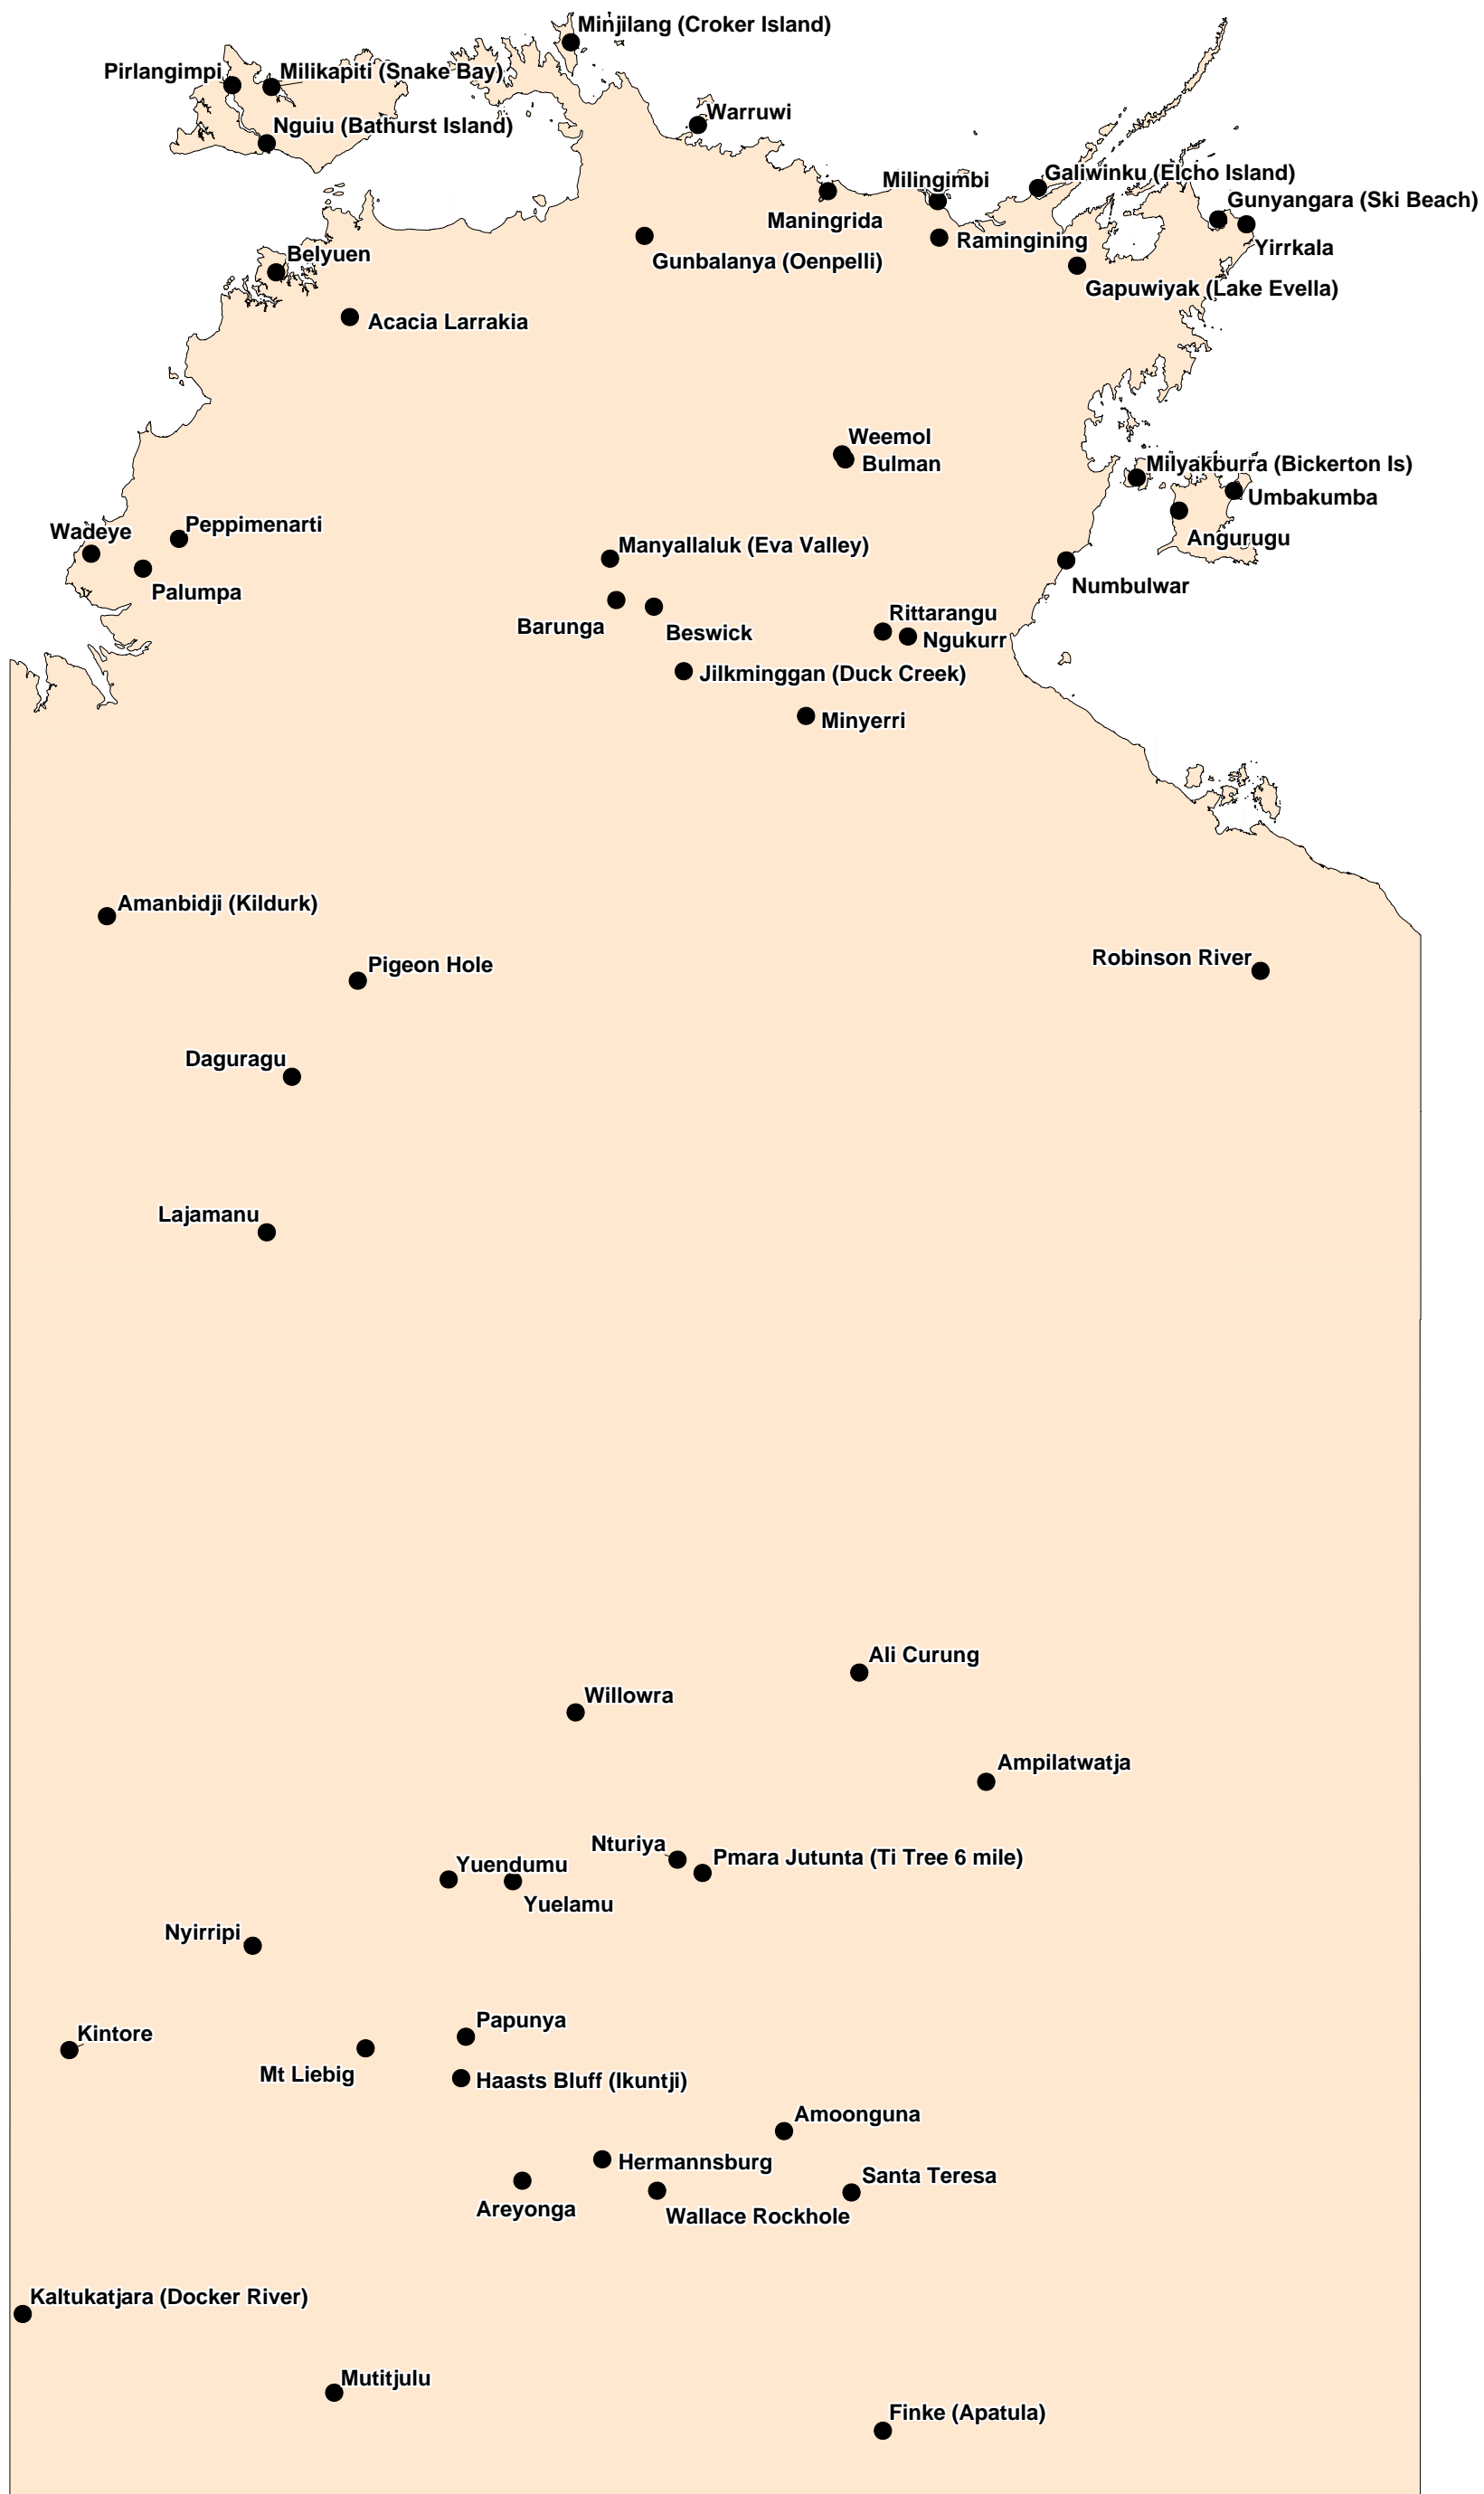 Minjilang (Croker Island)
Pirlangimpi
Milikapiti (Snake Bay)
Warruwi
Nguiu (Bathurst Island)
Galiwinku (Elcho Island)
Milingimbi
Gunyangara (Ski Beach)
Maningrida
Ramingining
Yirrkala
Belyuen
Gunbalanya (Oenpelli)
Gapuwiyak (Lake Evella)
Acacia Larrakia
Weemol
Bulman
Milyakburra (Bickerton Is)
Umbakumba
Peppimenarti
Wadeye
Angurugu
Manyallaluk (Eva Valley)
Numbulwar
Palumpa
Rittarangu
Barunga
Beswick
Ngukurr
Jilkminggan (Duck Creek)
Minyerri
Amanbidji (Kildurk)
Robinson River
Pigeon Hole
Daguragu
Lajamanu
Ali Curung
Willowra
Ampilatwatja
Nturiya
Pmara Jutunta (Ti Tree 6 mile)
Yuendumu
Yuelamu
Nyirripi
Papunya
Kintore
Mt Liebig
Haasts Bluff (Ikuntji)
Amoonguna
Hermannsburg
Santa Teresa
Areyonga
Wallace Rockhole
Kaltukatjara (Docker River)
Mutitjulu
Finke (Apatula)